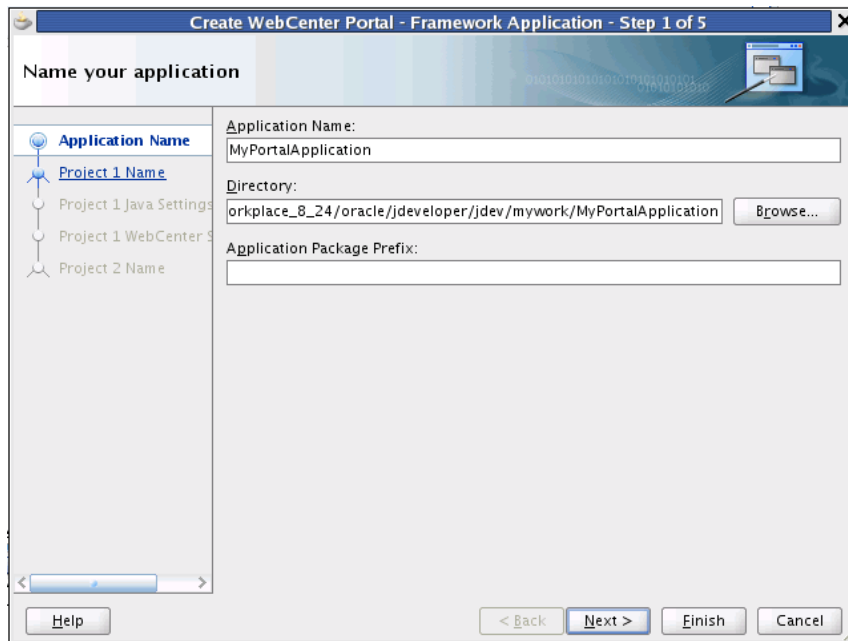 Create WebCenter Portal - Framework Application - Step 1 of 5
Name your application
Application Name
Project 1 Name
Project 1 Java Settings
Project 1 WebCenter S
Project 2 Name
Application Name:
MyPortalApplication
Directory:
orkplace_8_24/oracle/jdeveloper/jdev/mywork/MyPortalApplication
Browse...
Application Package Prefix:
Help
< Back
Next >
Finish
Cancel